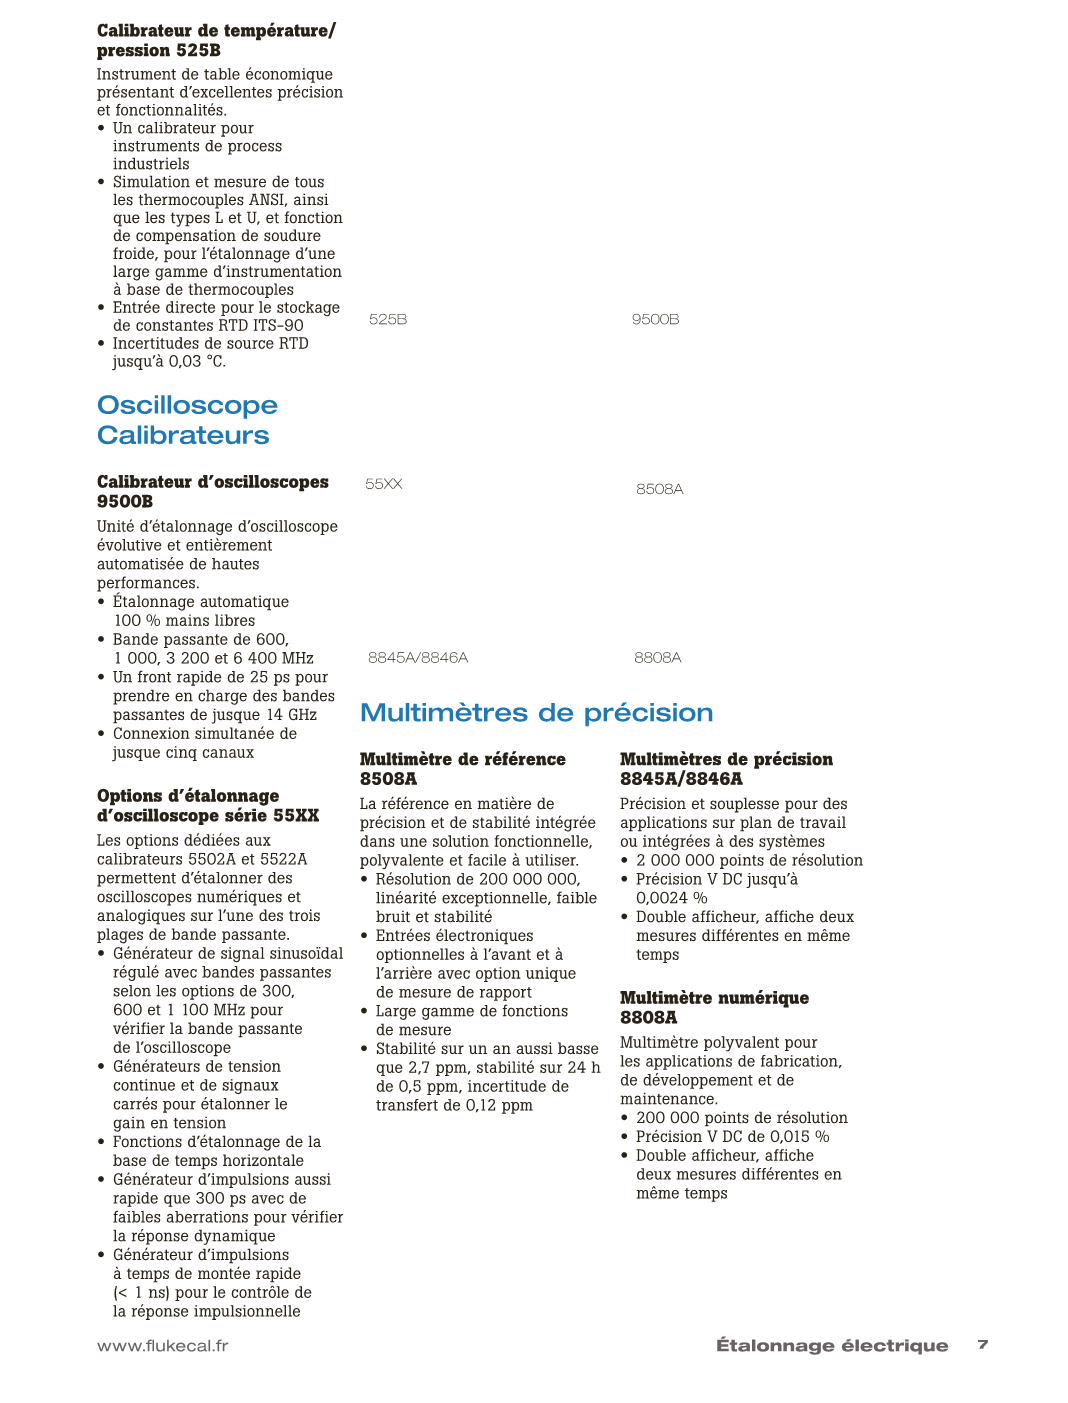 Calibrateur de température/
pression 525B
Instrument de table économique
présentant d’excellentes précision
et fonctionnalités.
• Un calibrateur pour
instruments de process
industriels
• Simulation et mesure de tous
les thermocouples ANSI, ainsi
que les types L et U, et fonction
de compensation de soudure
froide, pour l’étalonnage d’une
large gamme d’instrumentation
à base de thermocouples
• Entrée directe pour le stockage
de constantes RTD ITS-90
• Incertitudes de source RTD
jusqu’à 0,03 °C.
525B
9500B
Oscilloscope
Calibrateurs
Calibrateur d’oscilloscopes
9500B
Unité d’étalonnage d’oscilloscope
évolutive et entièrement
automatisée de hautes
performances.
• Étalonnage automatique
100 % mains libres
• Bande passante de 600,
1 000, 3 200 et 6 400 MHz
• Un front rapide de 25 ps pour
prendre en charge des bandes
passantes de jusque 14 GHz
• Connexion simultanée de
jusque cinq canaux
Options d’étalonnage
d’oscilloscope série 55XX
Les options dédiées aux
calibrateurs 5502A et 5522A
permettent d’étalonner des
oscilloscopes numériques et
analogiques sur l’une des trois
plages de bande passante.
• Générateur de signal sinusoïdal
régulé avec bandes passantes
selon les options de 300,
600 et 1 100 MHz pour
vérifier la bande passante
de l’oscilloscope
• Générateurs de tension
continue et de signaux
carrés pour étalonner le
gain en tension
• Fonctions d’étalonnage de la
base de temps horizontale
• Générateur d’impulsions aussi
rapide que 300 ps avec de
faibles aberrations pour vérifier
la réponse dynamique
• Générateur d’impulsions
à temps de montée rapide
(< 1 ns) pour le contrôle de
la réponse impulsionnelle
55XX
8508A
8845A/8846A
8808A
Multimètres de précision
Multimètre de référence
8508A
La référence en matière de
précision et de stabilité intégrée
dans une solution fonctionnelle,
polyvalente et facile à utiliser.
• Résolution de 200 000 000,
linéarité exceptionnelle, faible
bruit et stabilité
• Entrées électroniques
optionnelles à l’avant et à
l’arrière avec option unique
de mesure de rapport
• Large gamme de fonctions
de mesure
• Stabilité sur un an aussi basse
que 2,7 ppm, stabilité sur 24 h
de 0,5 ppm, incertitude de
transfert de 0,12 ppm
Multimètres de précision
8845A/8846A
Précision et souplesse pour des
applications sur plan de travail
ou intégrées à des systèmes
• 2 000 000 points de résolution
• Précision V DC jusqu’à
0,0024 %
• Double afficheur, affiche deux
mesures différentes en même
temps
Multimètre numérique
8808A
Multimètre polyvalent pour
les applications de fabrication,
de développement et de
maintenance.
• 200 000 points de résolution
• Précision V DC de 0,015 %
• Double afficheur, affiche
deux mesures différentes en
même temps
www.flukecal.fr
Étalonnage électrique 7